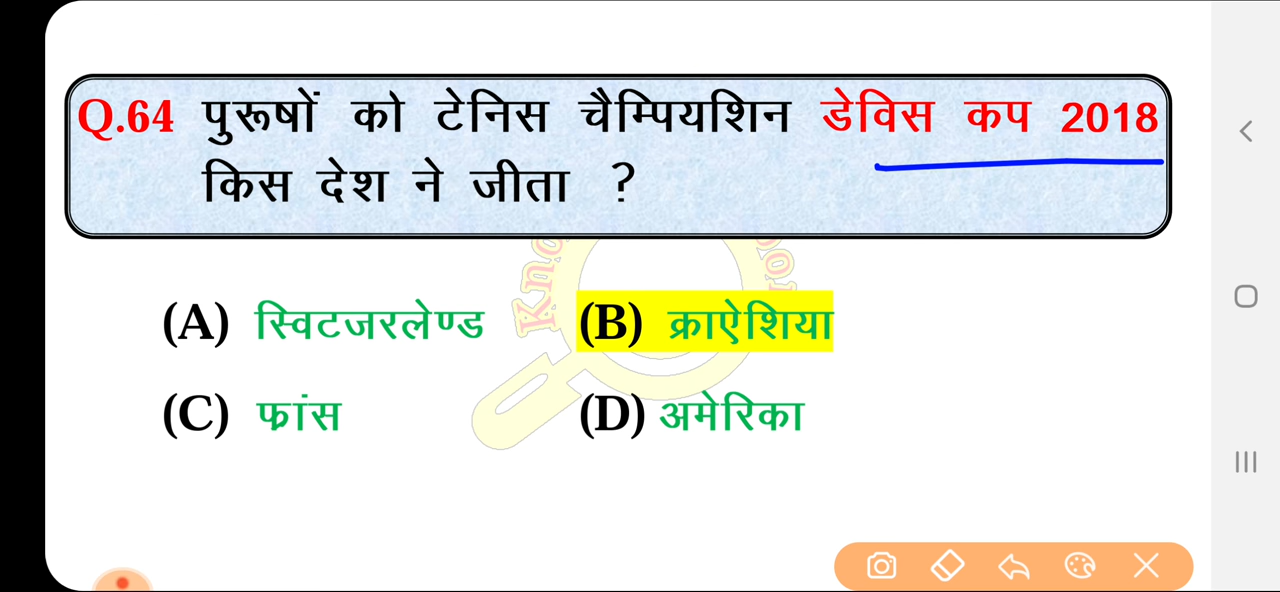 Q.64 पुरूषों को टेनिस चैम्पियशिन डेविस कप 2018
किस देश ने जीता ?
(A) स्विटजरलेण्ड (B) क्राऐशिया
(C) फ्रांस (D) अमेरिका